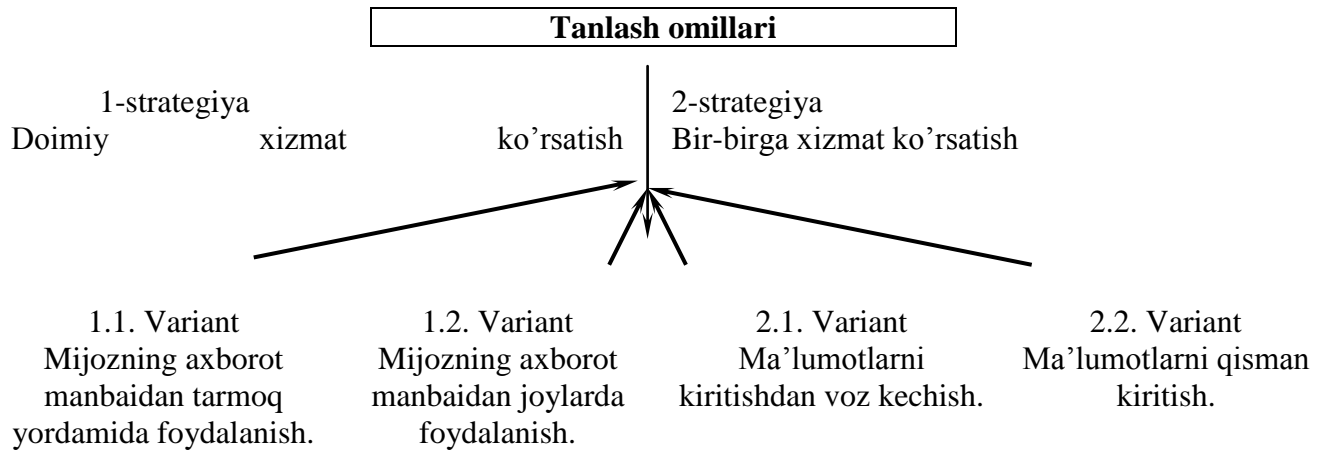 Tanlash omillari
1-strategiya
Doimiy xizmat ko’rsatish
2-strategiya
Bir-birga xizmat ko’rsatish
1.1. Variant
Mijozning axborot
manbaidan tarmoq
yordamida foydalanish.
1.2. Variant
Mijozning axborot
manbaidan joylarda
foydalanish.
2.1. Variant
Ma’lumotlarni
kiritishdan voz kechish.
2.2. Variant
Ma’lumotlarni qisman
kiritish.